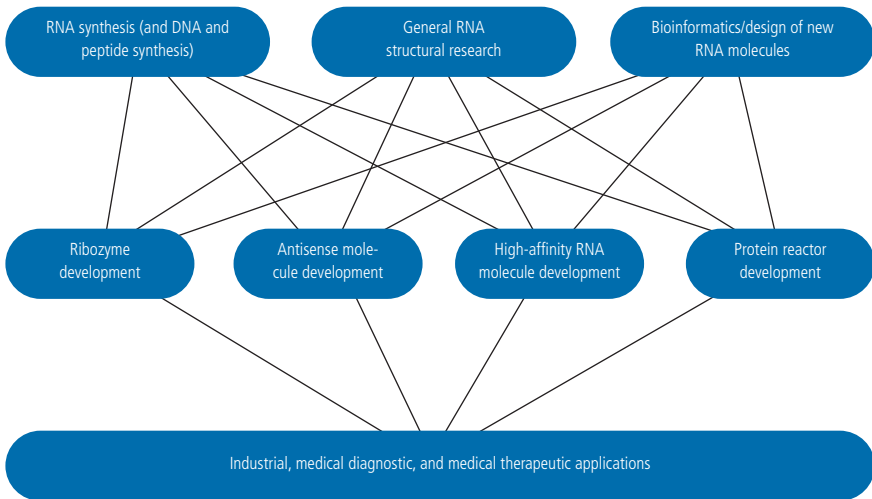 RNA synthesis (and DNA and
peptide synthesis)
General RNA
structural research
Bioinformatics/design of new
RNA molecules
Ribozyme
development
Antisense mole-
cule development
High-affinity RNA
molecule development
Protein reactor
development
Industrial, medical diagnostic, and medical therapeutic applications